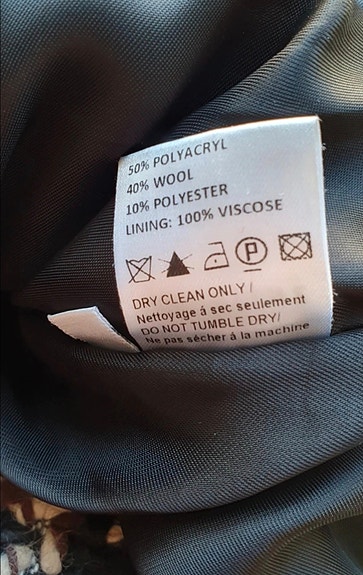 50% POLYACRYL
40% WOOL
10% POLYESTER
LINING: 100% VISCOSE
P
DRY CLEAN ONLY /
Nettoyage à sec seulement
DO NOT TUMBLE DRY/
Ne pas sécher à la machine